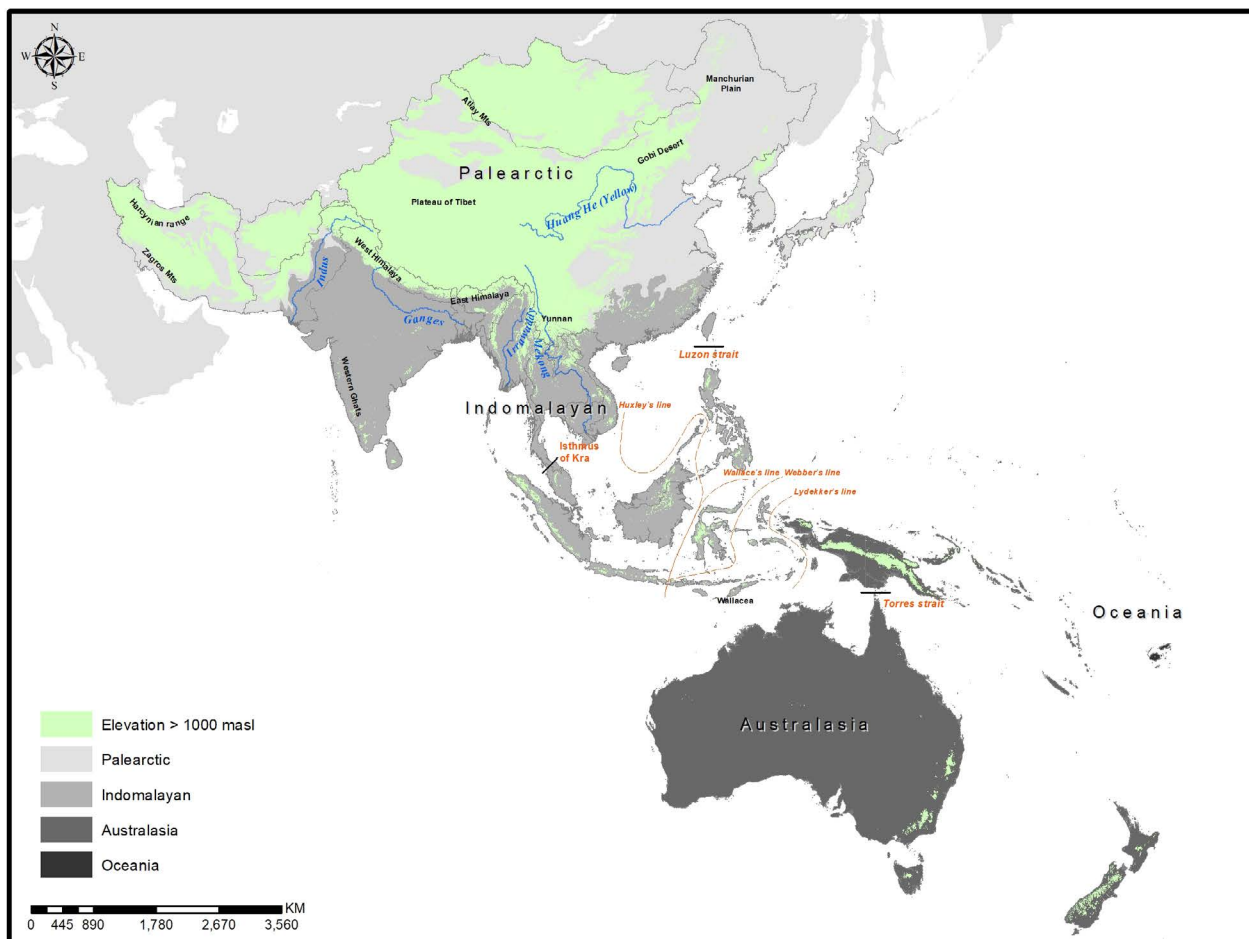 N
W E
S
Manchurian
Plain
Atlay Mts
Gobi Desert
Palearctic
Plateau of Tibet
Huang He (Yellow)
Harcynian range
Zagros Mts
West Himalaya
Indus
East Himalaya
Ganges
Irrawaddy
Yunnan
Mekong
Western Ghats
Luzon strait
Indomalayan
Huxley's line
Isthmus
of Kra
Wallace's line
Webber's line
Lydekker's line
Wallacea
Torres strait
Oceania
Australasia
Elevation > 1000 masl
Palearctic
Indomalayan
Australasia
Oceania
KM
0 445 890 1,780 2,670 3,560